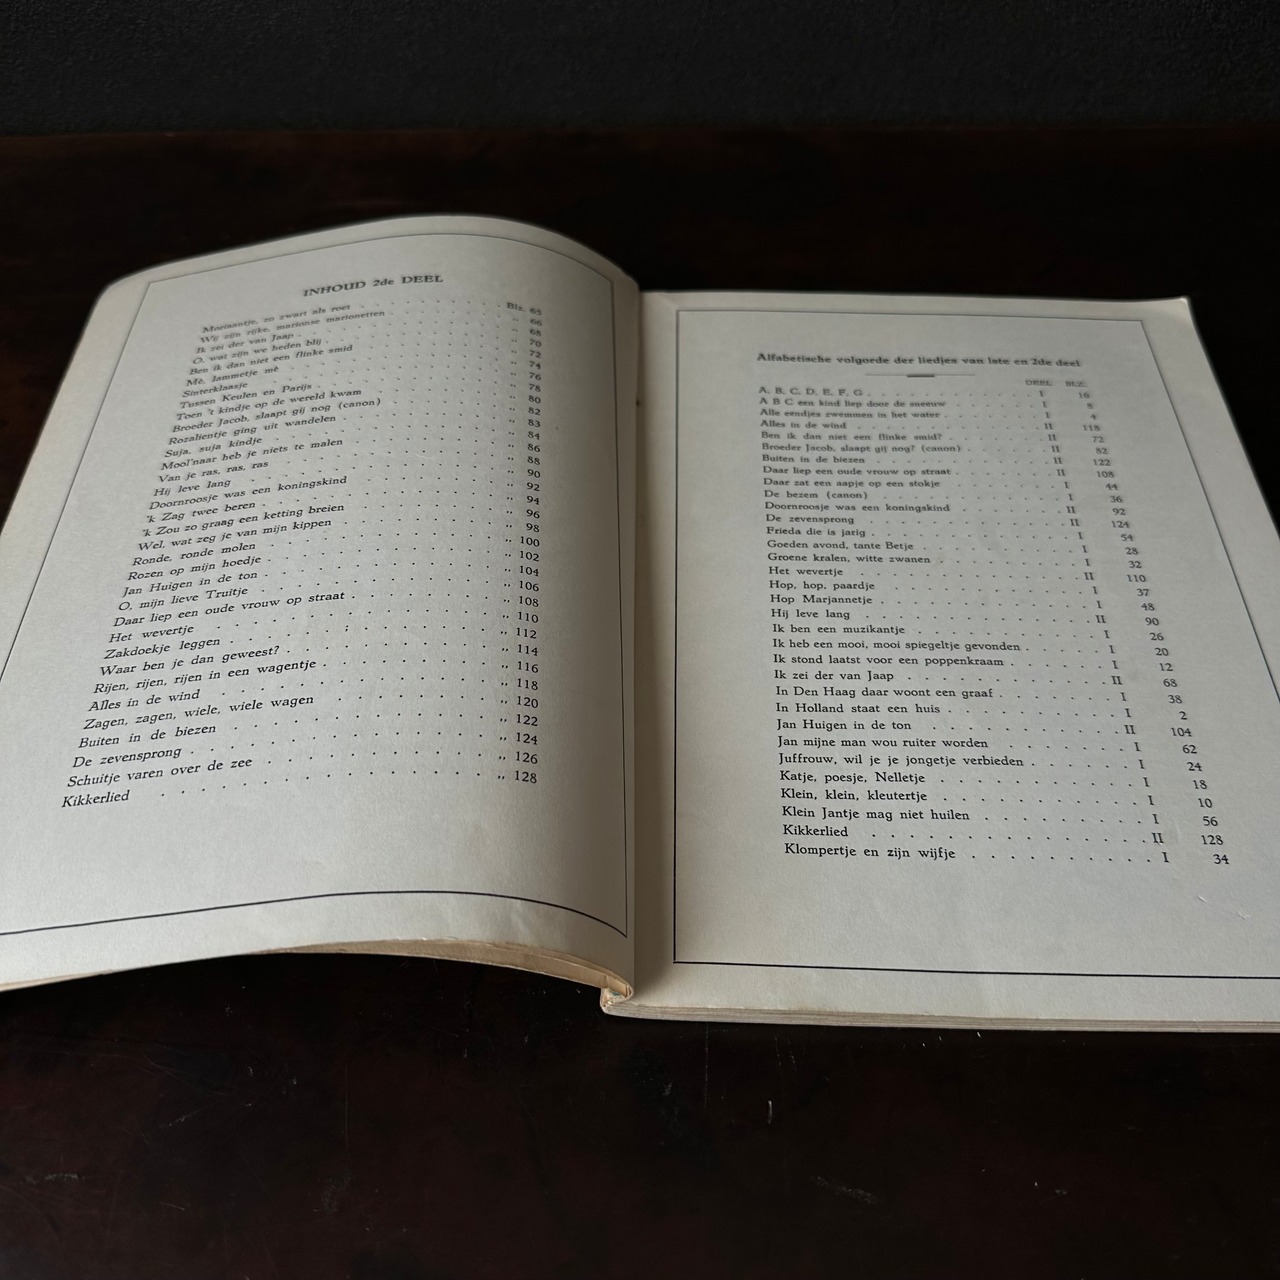 INHOUD 2de DEEL
Moriaantje, zo zwart als roet . . . . . . . . Blz. 65
Wij zijn rijke, marionse marionetten . . . . . . . . „ 66
Ik zei der van Jaap . . . . . . . . „ 68
O, wat zijn we heden blij . . . . . . . . „ 70
Ben ik dan niet een flinke smid . . . . . . . . „ 72
Mè, lammetje mè . . . . . . . . „ 74
Sinterklaasje . . . . . . . . „ 76
Tussen Keulen en Parijs . . . . . . . . „ 78
Toen 't kindje op de wereld kwam . . . . . . . . „ 80
Broeder Jacob, slaapt gij nog (canon) . . . . . . . . „ 82
Rozalientje ging uit wandelen . . . . . . . . „ 83
Suja, suja kindje . . . . . . . . „ 84
Mool'naar heb je niets te malen . . . . . . . . „ 86
Van je ras, ras, ras . . . . . . . . „ 88
Hij leve lang . . . . . . . . „ 90
Doornroosje was een koningskind . . . . . . . . „ 92
'k Zag twee beren . . . . . . . . „ 94
'k Zou zo graag een ketting breien . . . . . . . . „ 96
Wel, wat zeg je van mijn kippen . . . . . . . . „ 98
Ronde, ronde molen . . . . . . . . „ 100
Rozen op mijn hoedje . . . . . . . . „ 102
Jan Huigen in de ton . . . . . . . . „ 104
O, mijn lieve Truitje . . . . . . . . „ 106
Daar liep een oude vrouw op straat . . . . . . . . „ 108
Het wevertje . . . . . . . . „ 110
Zakdoekje leggen . . . . . . . . „ 112
Waar ben je dan geweest? . . . . . . . . „ 114
Rijen, rijen, rijen in een wagentje . . . . . . . . „ 116
Alles in de wind . . . . . . . . „ 118
Zagen, zagen, wiele, wiele wagen . . . . . . . . „ 120
Buiten in de biezen . . . . . . . . „ 122
De zevensprong . . . . . . . . „ 124
Schuitje varen over de zee . . . . . . . . „ 126
Kikkerlied . . . . . . . . „ 128
Alfabetische volgorde der liedjes van 1ste en 2de deel
DEEL BLZ.
A, B, C, D, E, F, G . . . . . . . . I 16
A B C een kind liep door de sneeuw . . . . . . . . I 8
Alle eendjes zwemmen in het water . . . . . . . . I 4
Alles in de wind . . . . . . . . II 118
Ben ik dan niet een flinke smid? . . . . . . . . II 72
Broeder Jacob, slaapt gij nog? (canon) . . . . . . . . II 82
Buiten in de biezen . . . . . . . . II 122
Daar liep een oude vrouw op straat . . . . . . . . II 108
Daar zat een aapje op een stokje . . . . . . . . I 44
De bezem (canon) . . . . . . . . I 36
Doornroosje was een koningskind . . . . . . . . II 92
De zevensprong . . . . . . . . II 124
Frieda die is jarig . . . . . . . . I 54
Goeden avond, tante Betje . . . . . . . . I 28
Groene kralen, witte zwanen . . . . . . . . I 32
Het wevertje . . . . . . . . II 110
Hop, hop, paardje . . . . . . . . I 37
Hop Marjannetje . . . . . . . . I 48
Hij leve lang . . . . . . . . II 90
Ik ben een muzikantje . . . . . . . . I 26
Ik heb een mooi, mooi spiegeltje gevonden . . . . . . . . I 20
Ik stond laatst voor een poppenkraam . . . . . . . . I 12
Ik zei der van Jaap . . . . . . . . II 68
In Den Haag daar woont een graaf . . . . . . . . I 38
In Holland staat een huis . . . . . . . . I 2
Jan Huigen in de ton . . . . . . . . II 104
Jan mijne man wou ruiter worden . . . . . . . . I 62
Juffrouw, wil je je jongetje verbieden . . . . . . . . I 24
Katje, poesje, Nelletje . . . . . . . . I 18
Klein, klein, kleutertje . . . . . . . . I 10
Klein Jantje mag niet huilen . . . . . . . . I 56
Kikkerlied . . . . . . . . II 128
Klompertje en zijn wijfje . . . . . . . . I 34